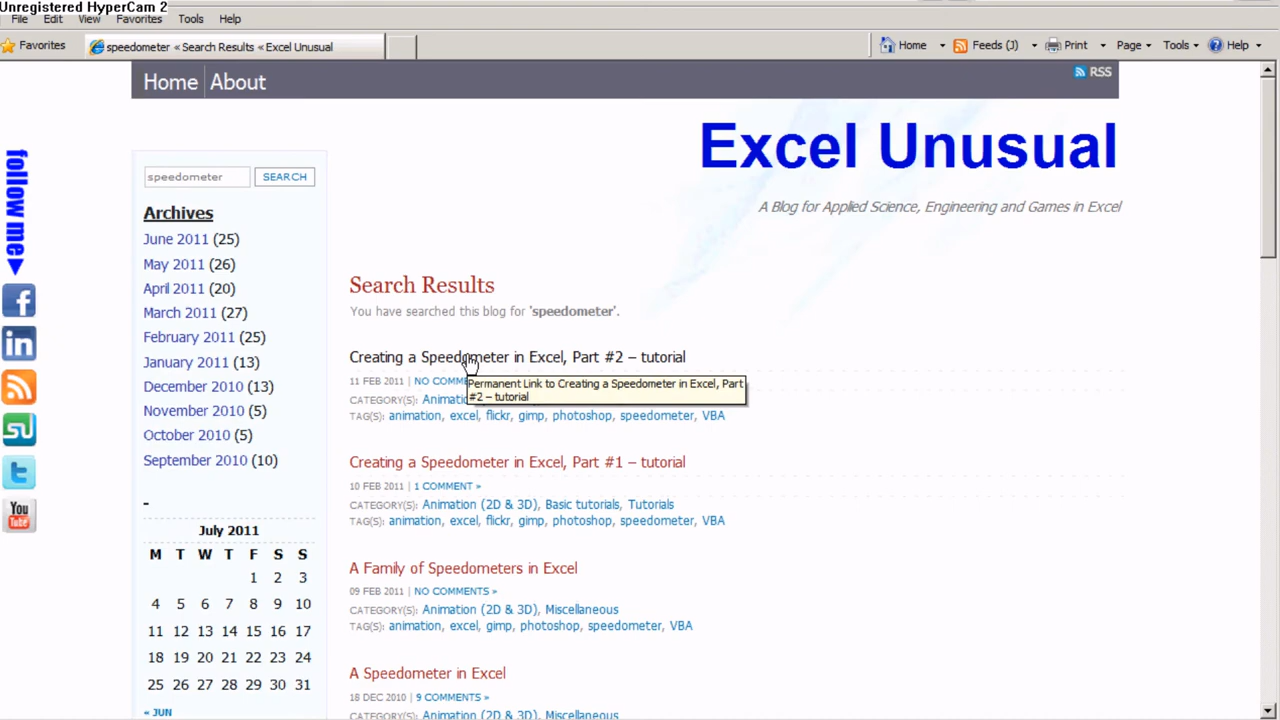 Unregistered HyperCam 2
File Edit View Favorites Tools Help
Favorites speedometer « Search Results « Excel Unusual Home Feeds (J) Print Page Tools Help
Home About RSS
Excel Unusual
A Blog for Applied Science, Engineering and Games in Excel
follow me
speedometer SEARCH
Archives
June 2011 (25)
May 2011 (26)
April 2011 (20)
March 2011 (27)
February 2011 (25)
January 2011 (13)
December 2010 (13)
November 2010 (5)
October 2010 (5)
September 2010 (10)
-
July 2011
M T W T F S S
1 2 3
4 5 6 7 8 9 10
11 12 13 14 15 16 17
18 19 20 21 22 23 24
25 26 27 28 29 30 31
« JUN
Search Results
You have searched this blog for 'speedometer'.
Creating a Speedometer in Excel, Part #2 – tutorial
11 FEB 2011 | NO COMME
Permanent Link to Creating a Speedometer in Excel, Part
#2 – tutorial
CATEGORY(S): Animatio
TAG(S): animation, excel, flickr, gimp, photoshop, speedometer, VBA
Creating a Speedometer in Excel, Part #1 – tutorial
10 FEB 2011 | 1 COMMENT »
CATEGORY(S): Animation (2D & 3D), Basic tutorials, Tutorials
TAG(S): animation, excel, flickr, gimp, photoshop, speedometer, VBA
A Family of Speedometers in Excel
09 FEB 2011 | NO COMMENTS »
CATEGORY(S): Animation (2D & 3D), Miscellaneous
TAG(S): animation, excel, gimp, photoshop, speedometer, VBA
A Speedometer in Excel
18 DEC 2010 | 9 COMMENTS »
CATEGORY(S): Animation (2D & 3D), Miscellaneous
f
in
t
You
Tube